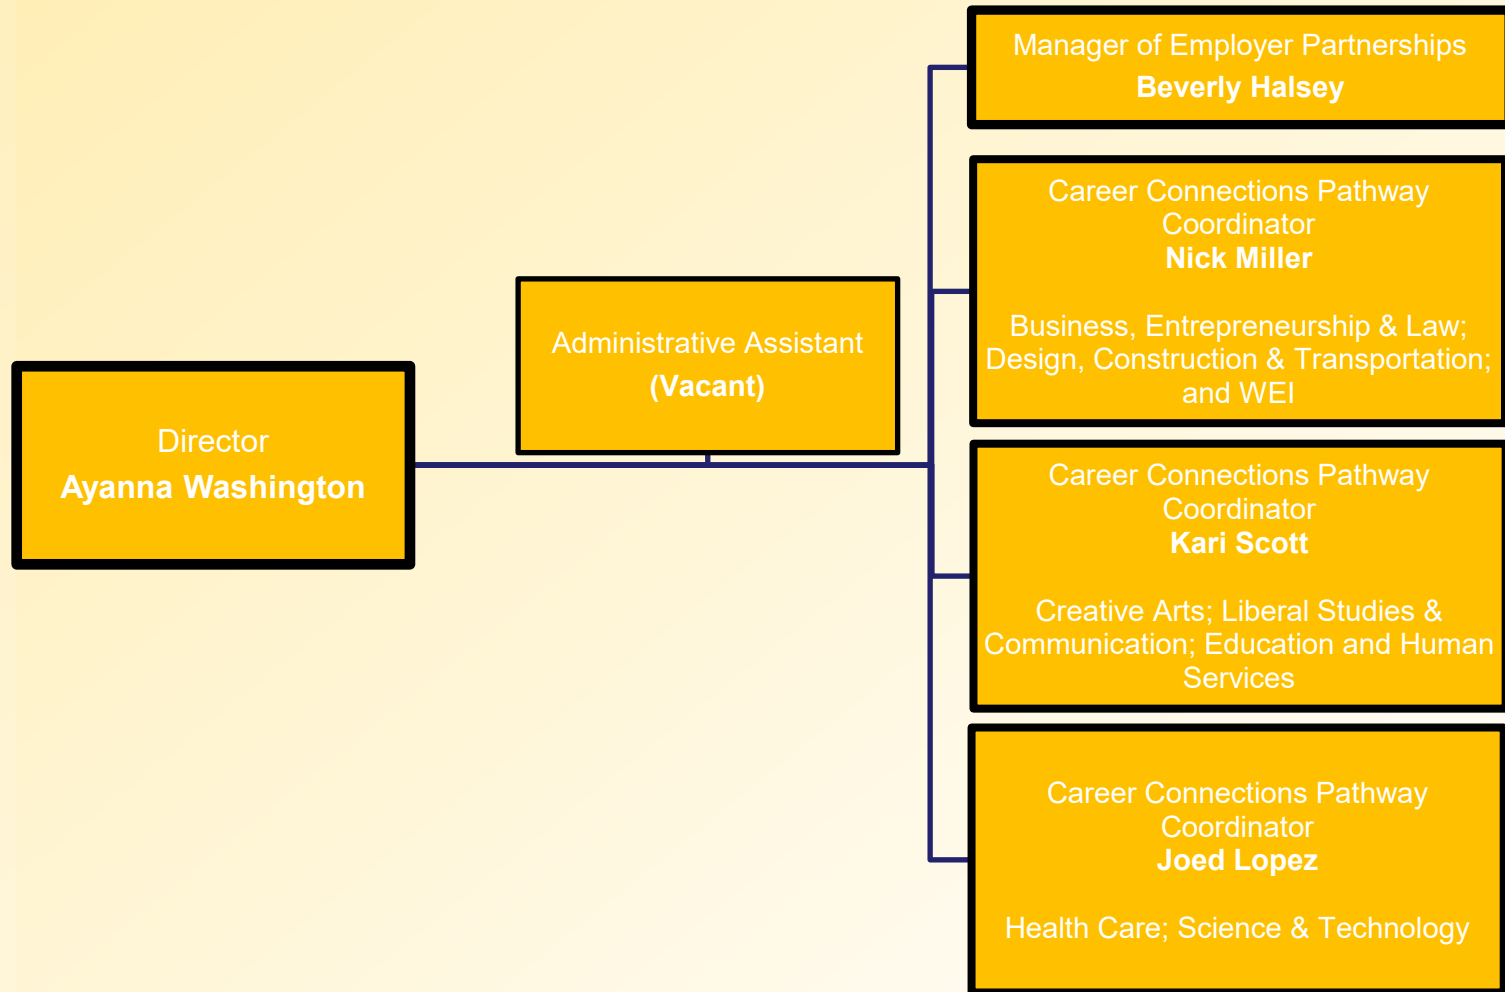 Manager of Employer Partnerships
Beverly Halsey
Career Connections Pathway
Coordinator
Nick Miller
Business, Entrepreneurship & Law;
Design, Construction & Transportation;
and WEI
Administrative Assistant
(Vacant)
Director
Ayanna Washington
Career Connections Pathway
Coordinator
Kari Scott
Creative Arts; Liberal Studies &
Communication; Education and Human
Services
Career Connections Pathway
Coordinator
Joed Lopez
Health Care; Science & Technology